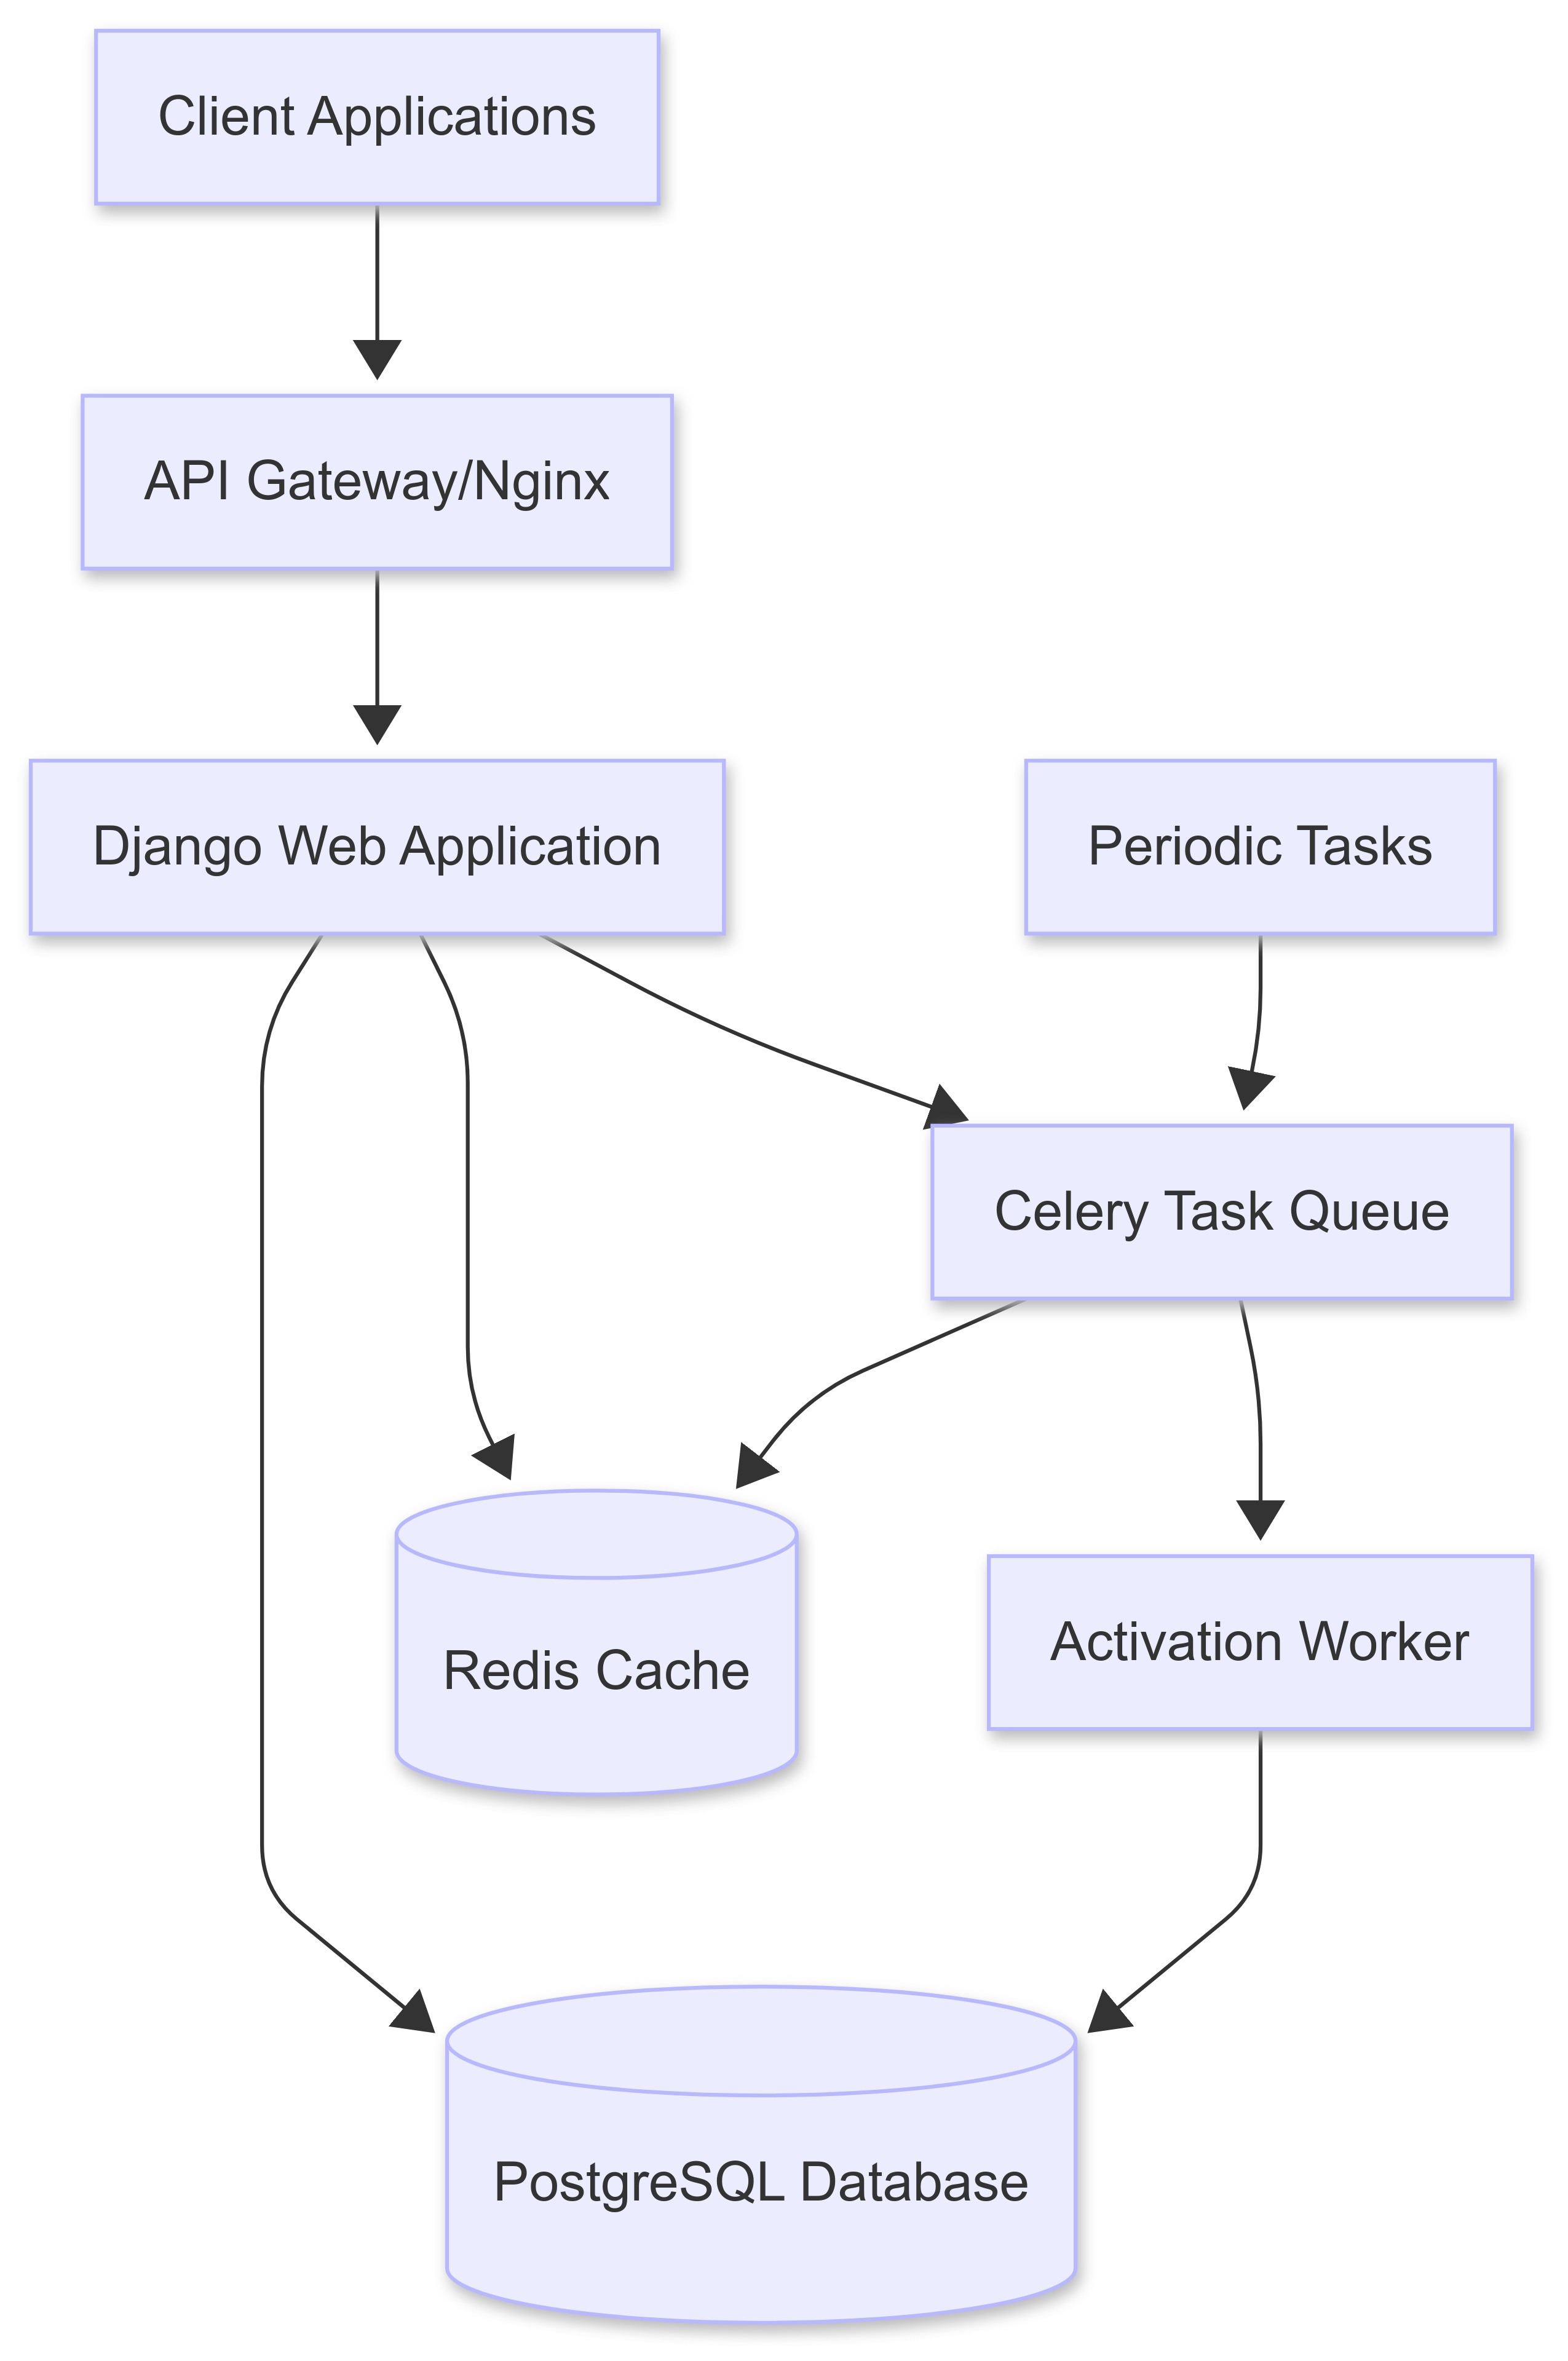 Client Applications
API Gateway/Nginx
Django Web Application
Periodic Tasks
Celery Task Queue
Redis Cache
Activation Worker
PostgreSQL Database